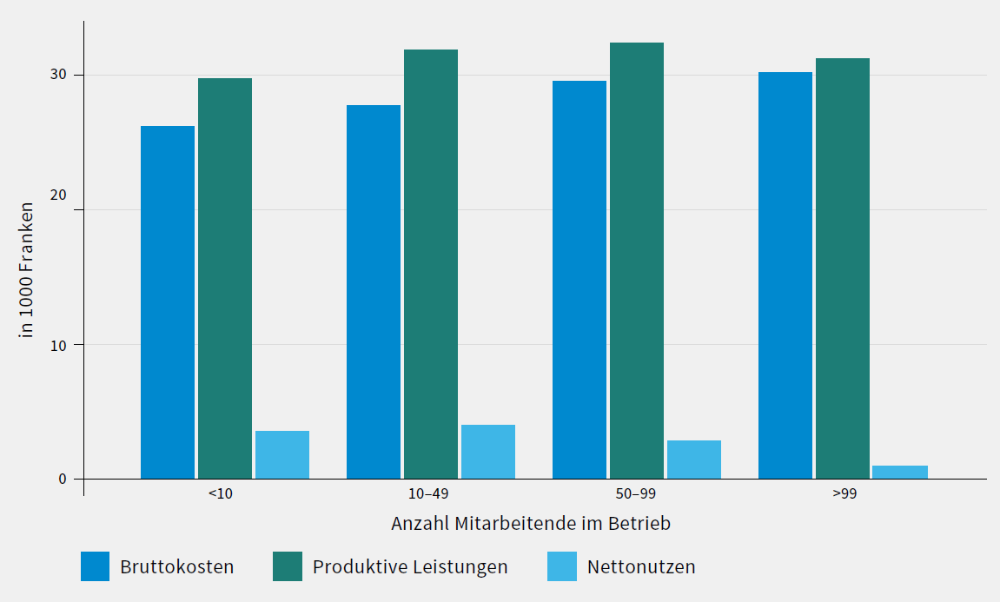 30
20
10
0
in 1000 Franken
<10
10–49
50–99
>99
Anzahl Mitarbeitende im Betrieb
Bruttokosten
Produktive Leistungen
Nettonutzen